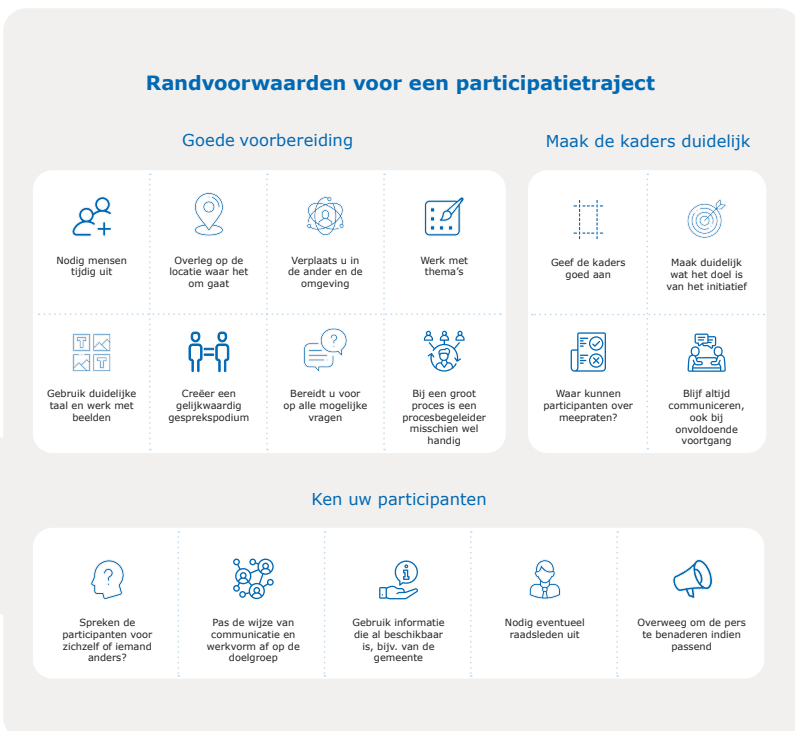 Randvoorwaarden voor een participatietraject
Goede voorbereiding
Nodig mensen
tijdig uit
Overleg op de
locatie waar het
om gaat
Verplaats u in
de ander en de
omgeving
Werk met
thema's
Gebruik duidelijke
taal en werk met
beelden
Creëer een
gelijkwaardig
gesprekspodium
Bereidt u voor
op alle mogelijke
vragen
Bij een groot
proces is een
procesbegeleider
misschien wel
handig
Maak de kaders duidelijk
Geef de kaders
goed aan
Maak duidelijk
wat het doel is
van het initiatief
Waar kunnen
participanten over
meepraten?
Blijf altijd
communiceren,
ook bij
onvoldoende
voortgang
Ken uw participanten
Spreken de
participanten voor
zichzelf of iemand
anders?
Pas de wijze van
communicatie en
werkvorm af op de
doelgroep
Gebruik informatie
die al beschikbaar
is, bijv. van de
gemeente
Nodig eventueel
raadsleden uit
Overweeg om de pers
te benaderen indien
passend